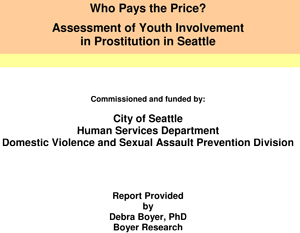 Who Pays the Price?
Assessment of Youth Involvement
in Prostitution in Seattle
Commissioned and funded by:
City of Seattle
Human Services Department
Domestic Violence and Sexual Assault Prevention Division
Report Provided
by
Debra Boyer, PhD
Boyer Research